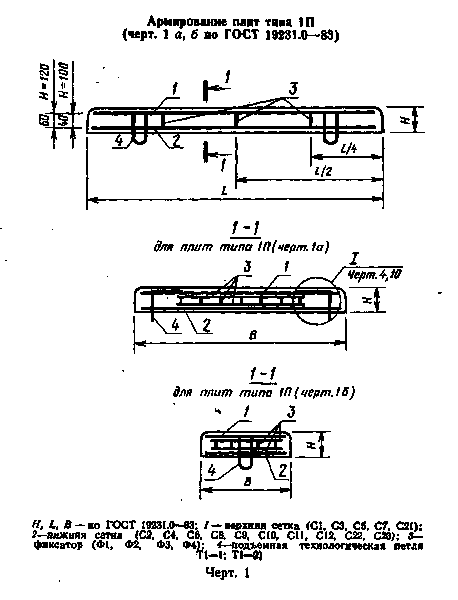 Армирование плит типа 1П
(черт. 1 а, б по ГОСТ 19231.0—83)
H=120
H=100
60
40
1
1
3
4
2
1
H
L/4
L/2
L
1-1
для плит типа 1П (черт. 1а)
3
1
I
Черт. 4, 10
H
4
2
B
1-1
для плит типа 1П (черт. 1б)
1
3
H
4
2
B
H, L, B — по ГОСТ 19231.0—83; 1 — верхняя сетка (С1, С3, С5, С7, С21);
2—нижняя сетка (С2, С4, С6, С8, С9, С10, С11, С12, С22, С23); 3—
фиксатор (Ф1, Ф2, Ф3, Ф4); 4—подъемная технологическая петля
Т1—1; Т1—2)
Черт. 1